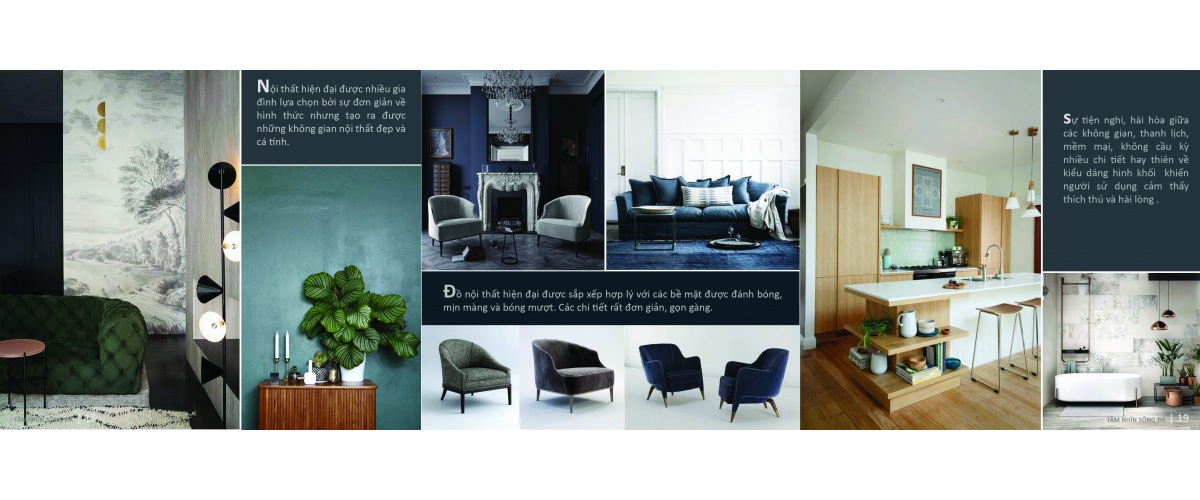 Nội thất hiện đại được nhiều gia
đình lựa chọn bởi sự đơn giản về
hình thức nhưng tạo ra được
những không gian nội thất đẹp và
cá tính.
Đồ nội thất hiện đại được sắp xếp hợp lý với các bề mặt được đánh bóng,
mịn màng và bóng mượt. Các chi tiết rất đơn giản, gọn gàng.
Sự tiện nghi, hài hòa giữa
các không gian, thanh lịch,
mềm mại, không cầu kỳ
nhiều chi tiết hay thiên về
kiểu dáng hình khối khiến
người sử dụng cảm thấy
thích thú và hài lòng .
TẦM NHÌN SÔNG ĐÀ | 19